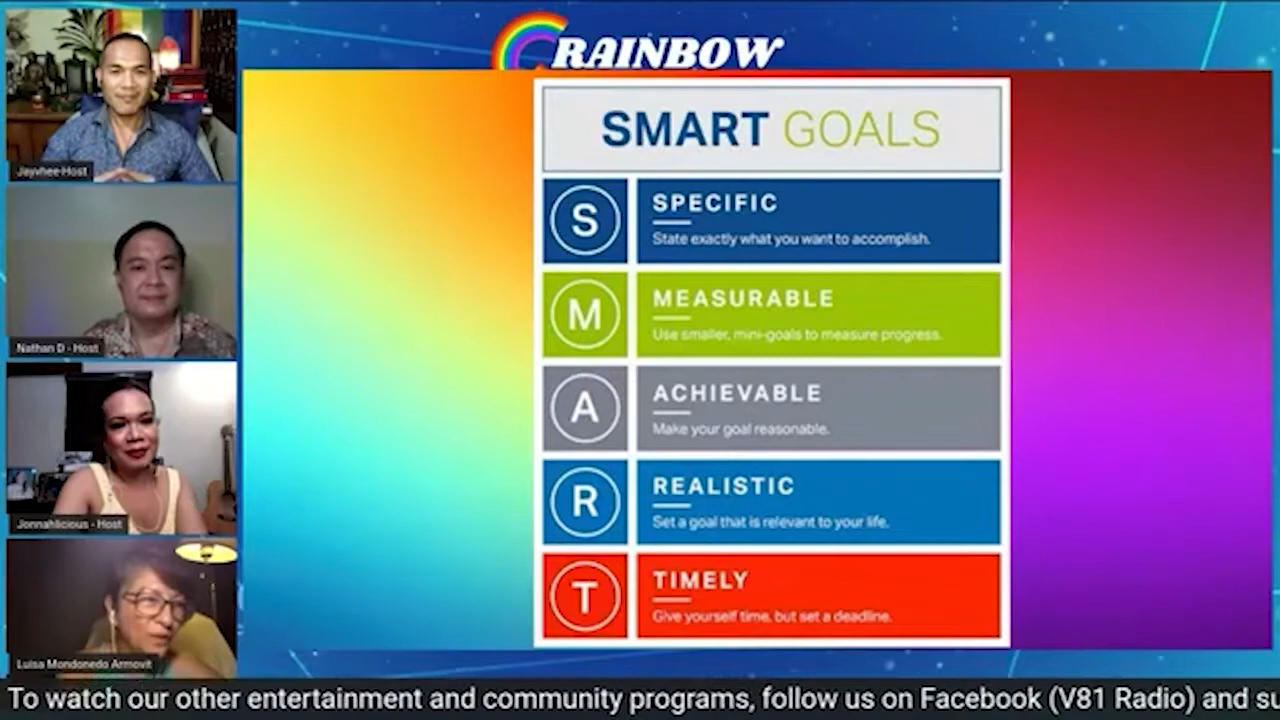 RAINBOW
SMART GOALS
S
SPECIFIC
State exactly what you want to accomplish.
M
MEASURABLE
Use smaller, mini-goals to measure progress.
A
ACHIEVABLE
Make your goal reasonable.
R
REALISTIC
Set a goal that is relevant to your life.
T
TIMELY
Give yourself time, but set a deadline.
Jayvhee-Host
Nathan D - Host
Jonnahlicious - Host
Luisa Mondonedo Armovit
To watch our other entertainment and community programs, follow us on Facebook (V81 Radio) and su